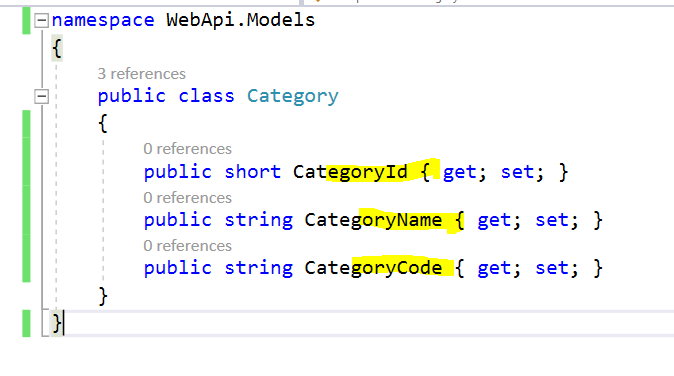 namespace WebApi.Models
{
3 references
public class Category
{
0 references
public short CategoryId { get; set; }
0 references
public string CategoryName { get; set; }
0 references
public string CategoryCode { get; set; }
}
}